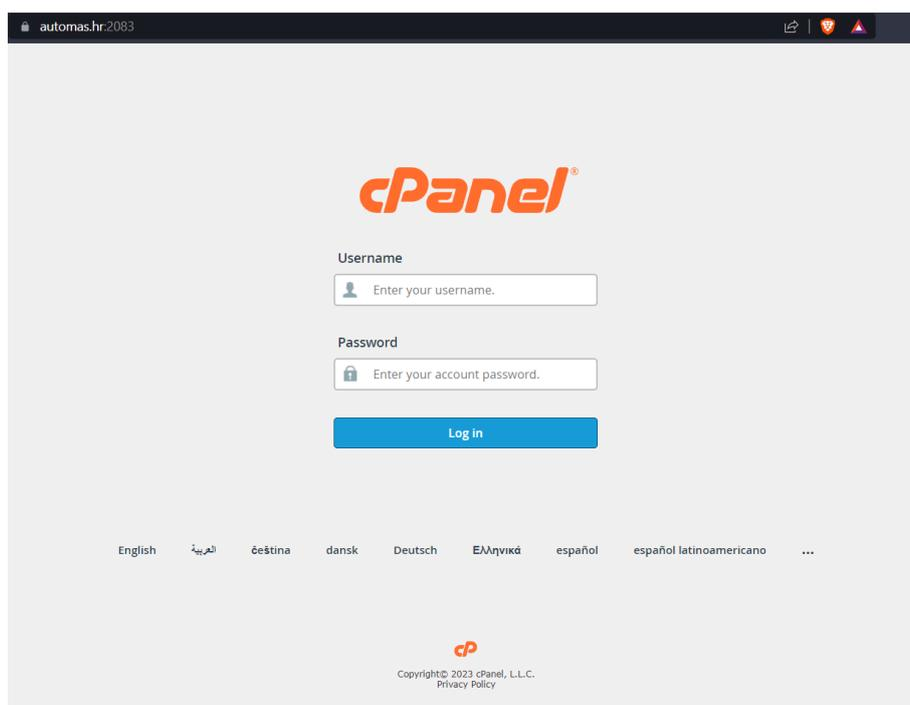 automas.hr:2083
cPanel®
Username
Enter your username.
Password
Enter your account password.
Log in
English العربية čeština dansk Deutsch Ελληνικά español español latinoamericano ...
cP
Copyright© 2023 cPanel, L.L.C.
Privacy Policy